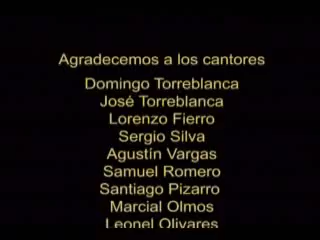 Agradecemos a los cantores
Domingo Torreblanca
José Torreblanca
Lorenzo Fierro
Sergio Silva
Agustín Vargas
Samuel Romero
Santiago Pizarro
Marcial Olmos
Leonel Olivares